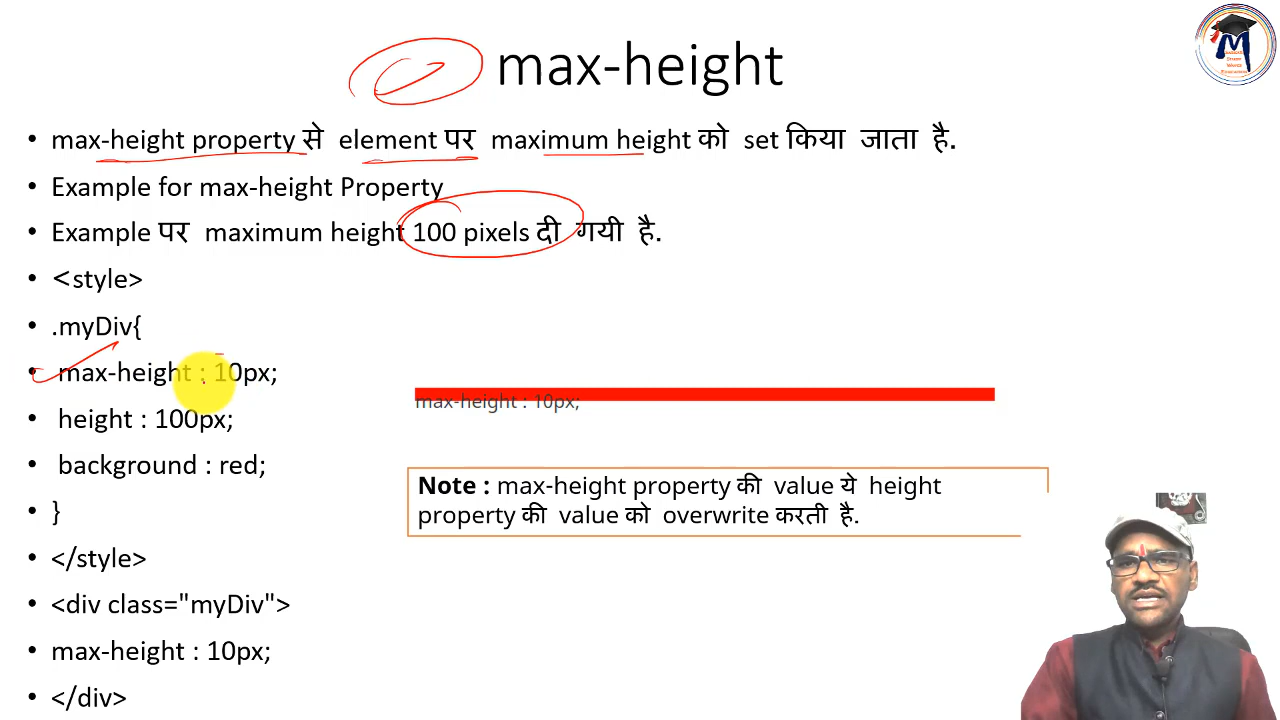 max-height
• max-height property से element पर maximum height को set किया जाता है.
• Example for max-height Property
• Example पर maximum height 100 pixels दी गयी है.
• <style>
• .myDiv{
• max-height : 10px;
• height : 100px;
• background : red;
• }
• </style>
• <div class="myDiv">
• max-height : 10px;
• </div>
max-height : 10px;
Note : max-height property की value ये height
property की value को overwrite करती है.